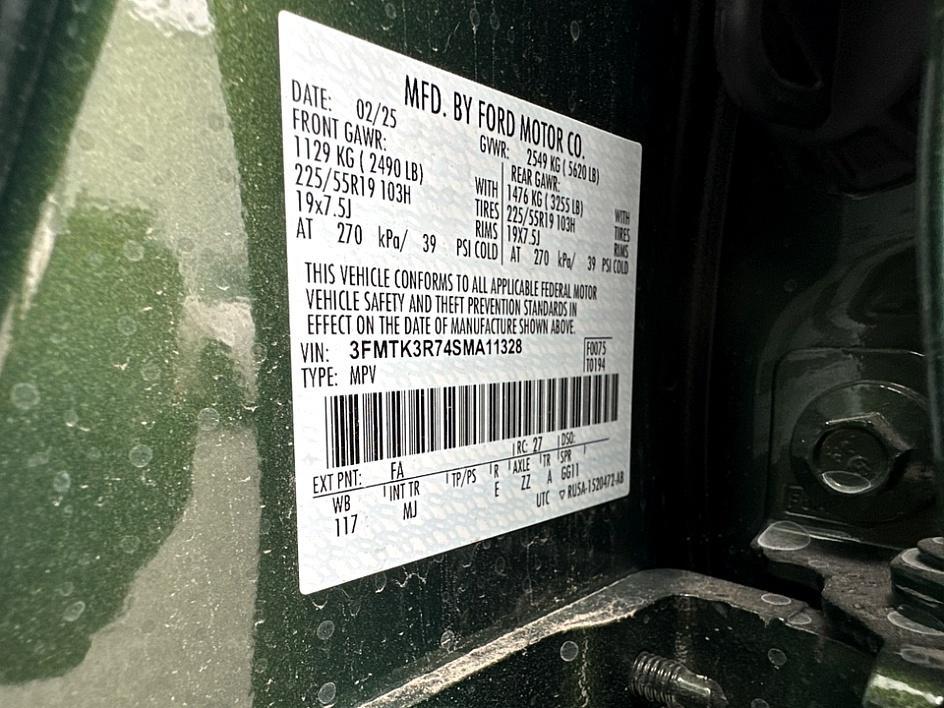 MFD. BY FORD MOTOR CO.
DATE: 02/25 GVWR: 2549 KG ( 5620 LB)
FRONT GAWR: REAR GAWR:
1129 KG ( 2490 LB) WITH 1476 KG ( 3255 LB) WITH
225/55R19 103H TIRES 225/55R19 103H TIRES
19x7.5J RIMS 19X7.5J RIMS
AT 270 kPa/ 39 PSI COLD AT 270 kPa/ 39 PSI COLD
THIS VEHICLE CONFORMS TO ALL APPLICABLE FEDERAL MOTOR
VEHICLE SAFETY AND THEFT PREVENTION STANDARDS IN
EFFECT ON THE DATE OF MANUFACTURE SHOWN ABOVE.
VIN: 3FMTK3R74SMA11328 F0075
TYPE: MPV T0194
EXT PNT: FA RC: 27 DSO:
WB INT TR TP/PS R AXLE TR SPR
117 MJ E ZZ A GG11
UTC ▽ RU5A-1520472-AB